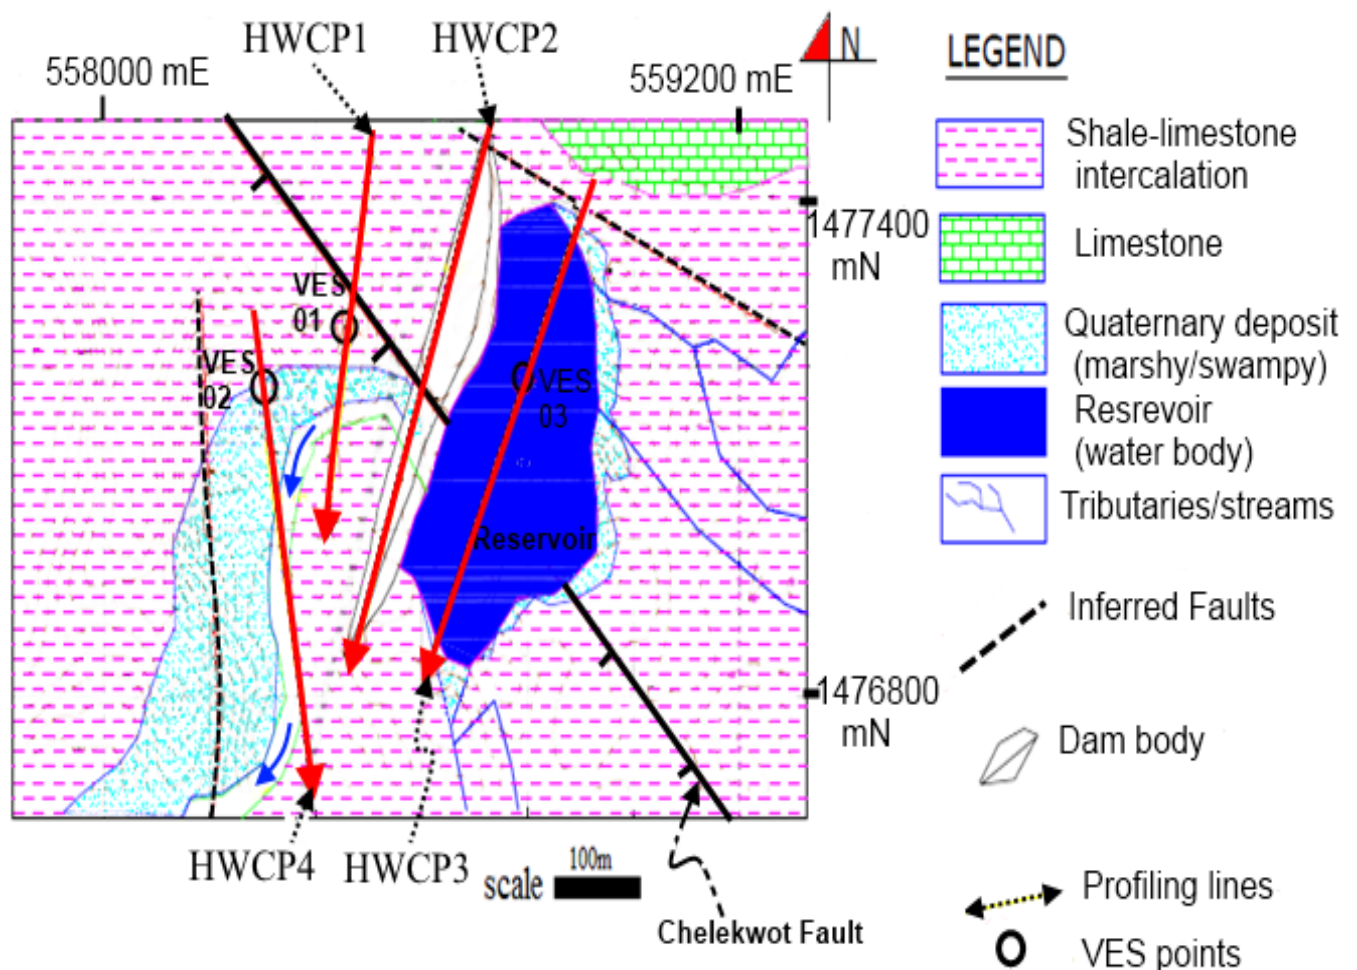 HWCP1
HWCP2
558000 mE
559200 mE
N
LEGEND
Shale-limestone
intercalation
1477400
mN
Limestone
VES
01
VES
02
VES
03
Quaternary deposit
(marshy/swampy)
Resrevoir
(water body)
Tributaries/streams
Reservoir
Inferred Faults
1476800
mN
Dam body
HWCP4
HWCP3
scale
100m
Profiling lines
Chelekwot Fault
VES points